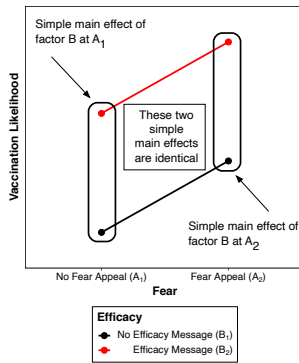 Simple main effect of
factor B at A1
These two
simple
main effects
are identical
Simple main effect of
factor B at A2
Vaccination Likelihood
No Fear Appeal (A1)
Fear Appeal (A2)
Fear
Efficacy
No Efficacy Message (B1)
Efficacy Message (B2)